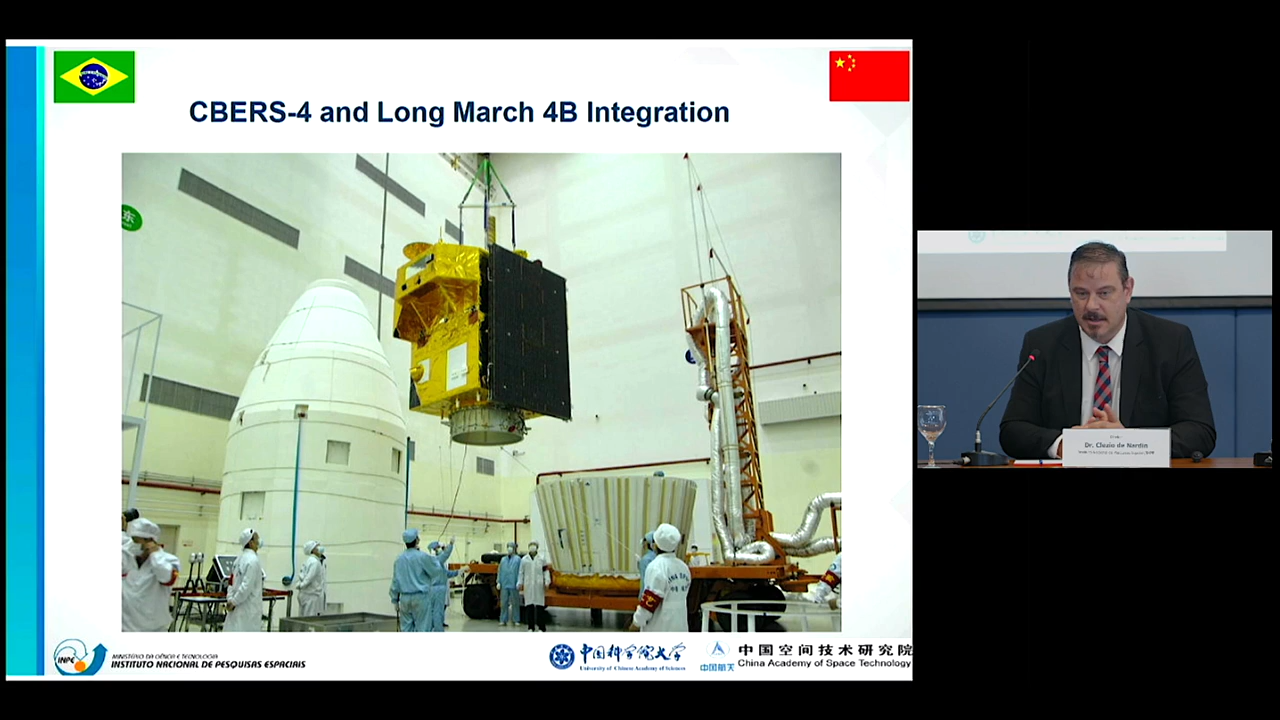 CBERS-4 and Long March 4B Integration
东
INPE
MINISTÉRIO DA CIÊNCIA E TECNOLOGIA
INSTITUTO NACIONAL DE PESQUISAS ESPACIAIS
中国科学院大学
University of Chinese Academy of Sciences
中国航天
中国空间技术研究院
China Academy of Space Technology
Dr. Clezio de Nardin